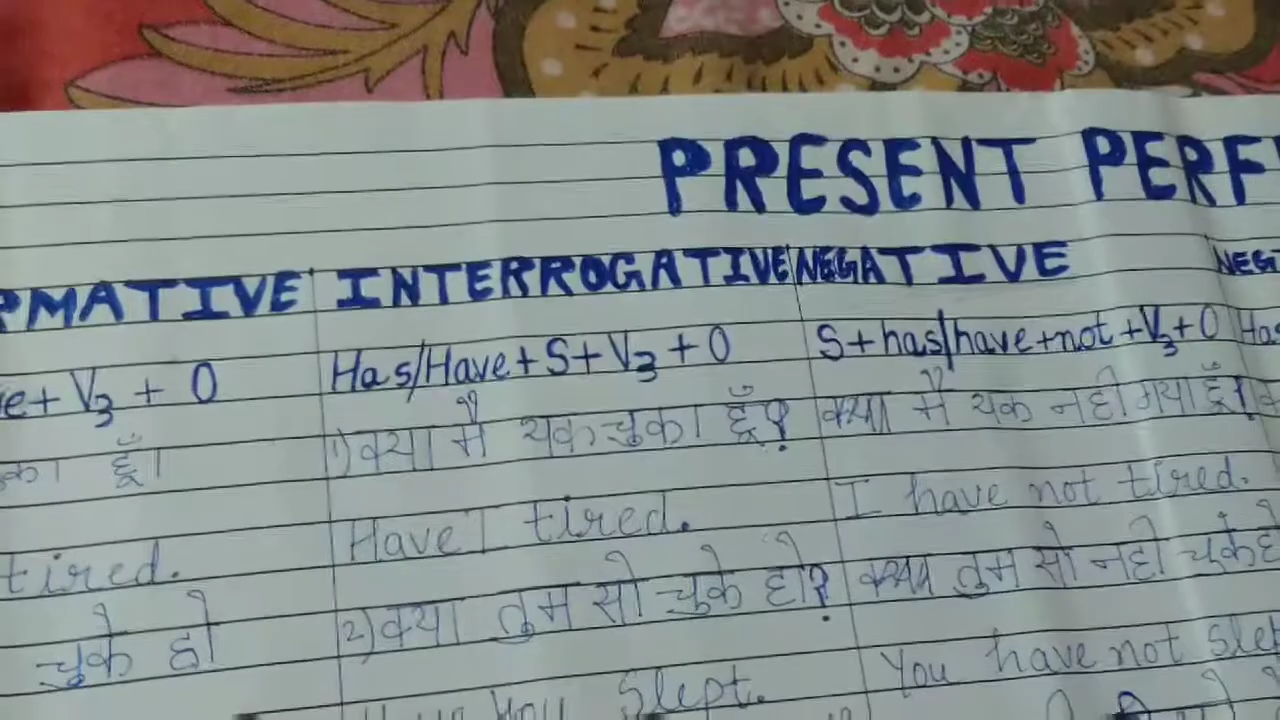 PRESENT PERF
RMATIVE INTERROGATIVE NEGATIVE NEG
e+ V3 + O Has/Have + S + V3 + O S + has/have + not + V3 + O Has
का हूँ। 1) क्या मैं थक चुका हूँ? क्या मैं थक नही गया हूँ।
tired. Have I tired. I have not tired.
चुके हो 2) क्या तुम सो चुके हो? तुम सो नही चुके
you slept. You have not slep